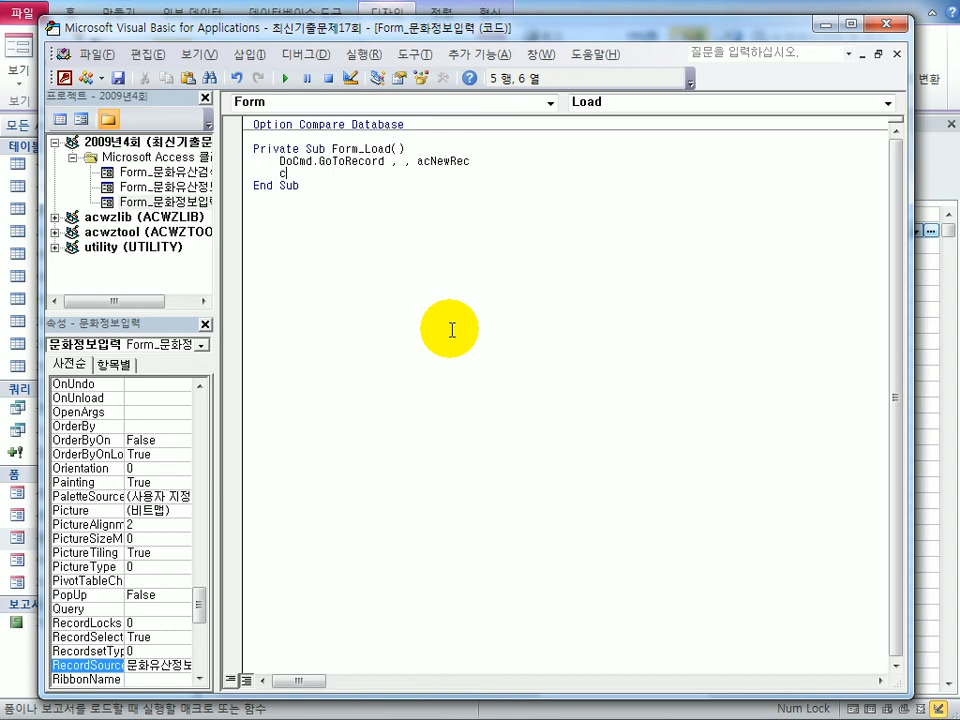 파일
Microsoft Visual Basic for Applications - 최신기출문제17회 - [Form_문화정보입력 (코드)]
파일(F) 편집(E) 보기(V) 삽입(I) 디버그(D) 실행(R) 도구(T) 추가 기능(A) 창(W) 도움말(H) 질문을 입력하십시오.
5 행, 6 열
보기
변환
보기
프로젝트 - 2009년4회
모든
2009년4회 (최신기출문
Microsoft Access 클
Form_문화유산검
Form_문화유산정
Form_문화정보입력
acwzlib (ACWZLIB)
acwztool (ACWZTOO
utility (UTILITY)
테이블
쿼리
폼
보고서
Form Load
Option Compare Database
Private Sub Form_Load()
DoCmd.GoToRecord , , acNewRec
c
End Sub
속성 - 문화정보입력
문화정보입력 Form_문화정
사전순 항목별
OnUndo
OnUnload
OpenArgs
OrderBy
OrderByOn False
OrderByOnLo True
Orientation 0
Painting True
PaletteSource (사용자 지정
Picture (비트맵)
PictureAlignm 2
PictureSizeM 0
PictureTiling True
PictureType 0
PivotTableCh
PopUp False
Query
RecordLocks 0
RecordSelect True
RecordsetTyp 0
RecordSource 문화유산정보
RibbonName
폼이나 보고서를 로드할 때 실행할 매크로 또는 함수
Num Lock